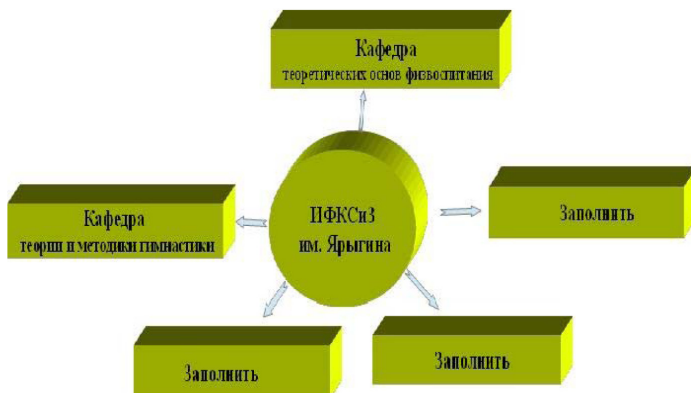 Кафедра
теоретических основ физвоспитания
ИФКСиЗ
им. Ярыгина
Заполнить
Кафедра
теории и методики гимнастики
Заполнить
Заполнить